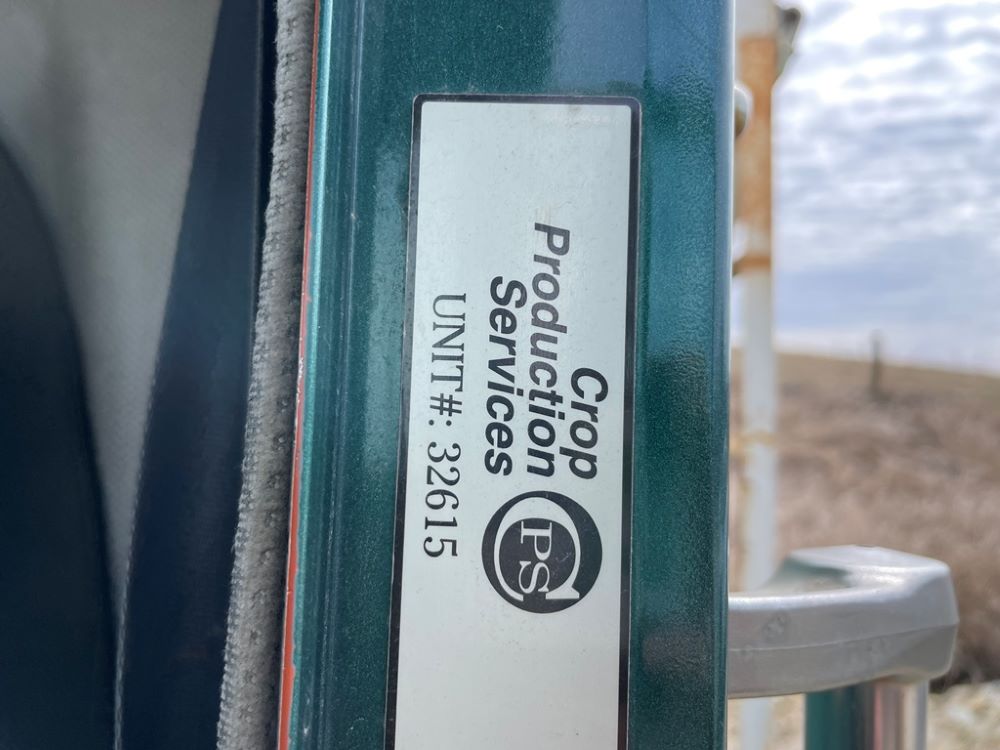 Crop
Production
Services
CPS
UNIT#: 32615